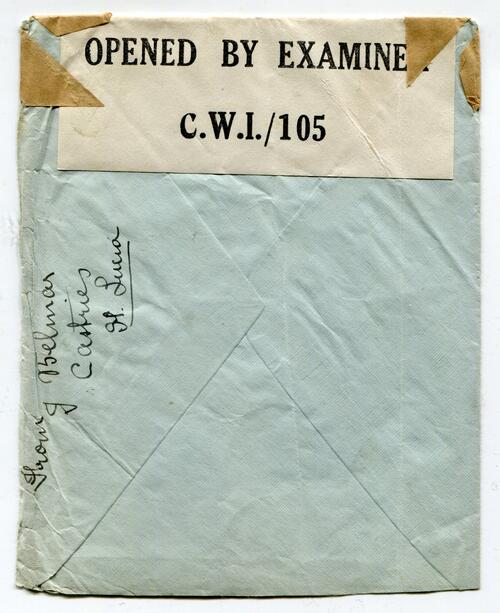 OPENED BY EXAMINER
C.W.I./105
From J Belmar
Castries
St. Lucia